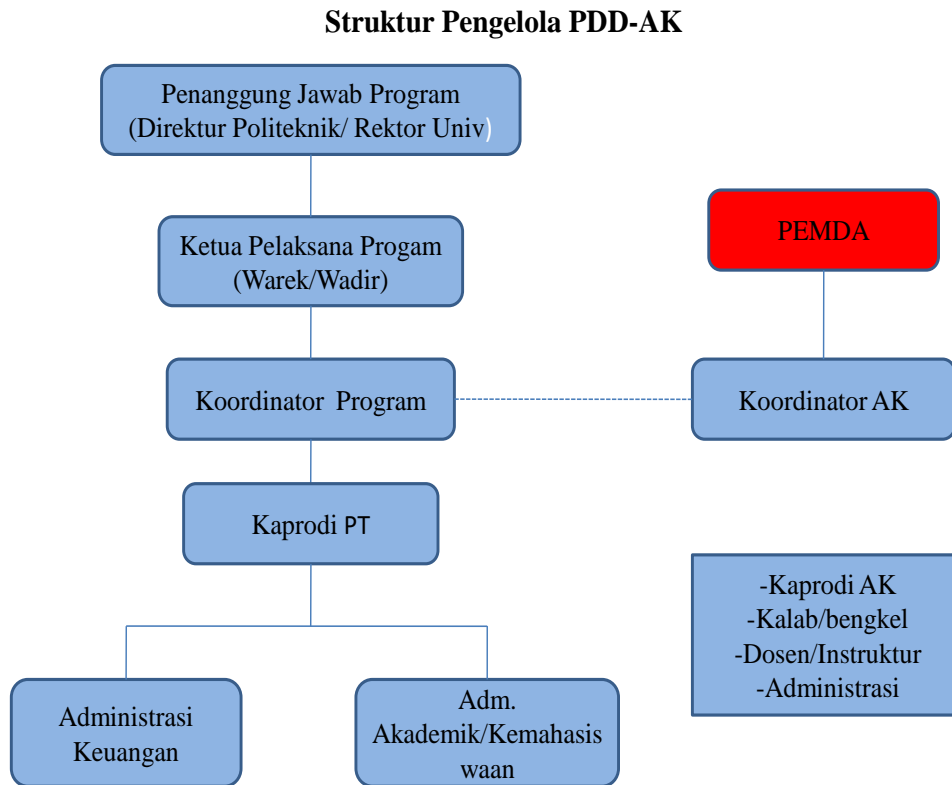 Struktur Pengelola PDD-AK
Penanggung Jawab Program
(Direktur Politeknik/ Rektor Univ)
Ketua Pelaksana Progam
(Warek/Wadir)
PEMDA
Koordinator Program
Koordinator AK
Kaprodi PT
-Kaprodi AK
-Kalab/bengkel
-Dosen/Instruktur
-Administrasi
Administrasi
Keuangan
Adm.
Akademik/Kemahasis
waan